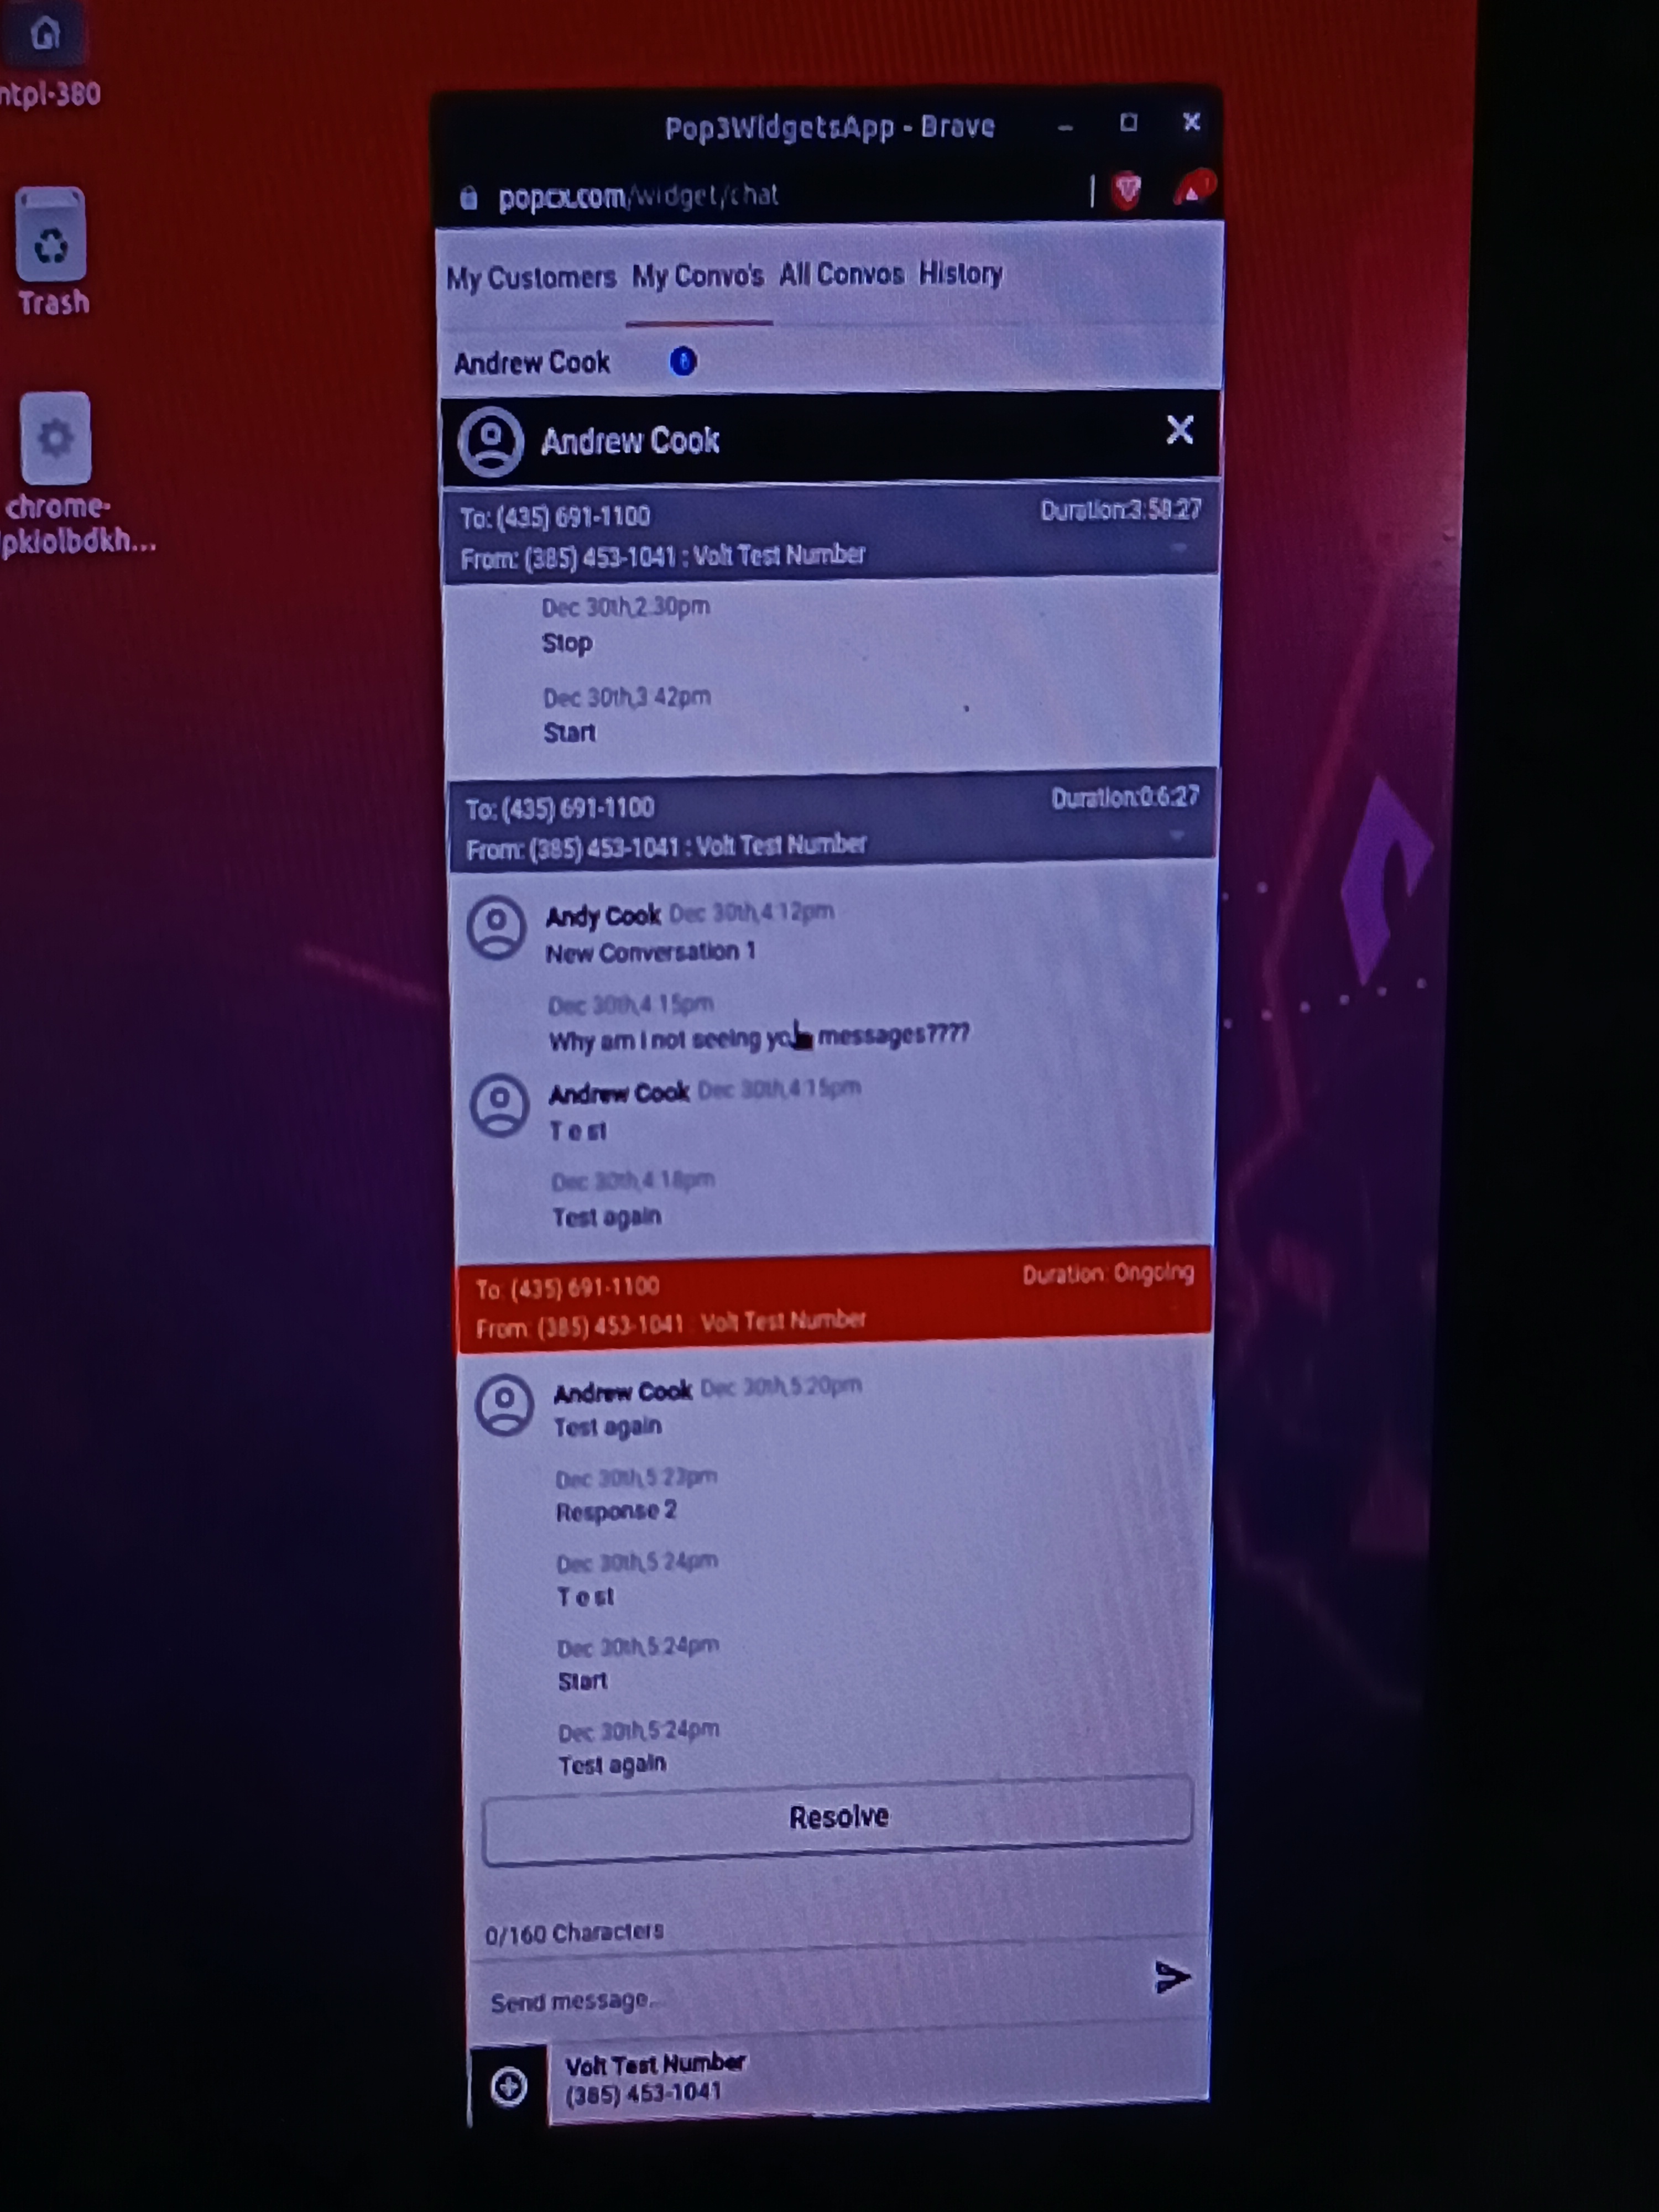 ntpl-380
Trash
chrome-
pkiolbdkh...
Pop3WidgetsApp - Brave
/widget/chat
My Customers My Convo's All Convos History
Andrew Cook
Andrew Cook
To: (435) 691-1100 Duration:3:58:27
From: (385) 453-1041 : Volt Test Number
Dec 30th,2:30pm
Stop
Dec 30th,3:42pm
Start
To: (435) 691-1100 Duration:0:6:27
From: (385) 453-1041 : Volt Test Number
Andy Cook Dec 30th,4:12pm
New Conversation 1
Dec 30th,4:15pm
Why am I not seeing messages????
Andrew Cook Dec 30th,4:15pm
T e st
Dec 30th,4:18pm
Test again
To: (435) 691-1100 Duration: Ongoing
From: (385) 453-1041 : Volt Test Number
Andrew Cook Dec 30th,5:20pm
Test again
Dec 30th,5:23pm
Response 2
Dec 30th,5:24pm
T e st
Dec 30th,5:24pm
Start
Dec 30th,5:24pm
Test again
Resolve
0/160 Characters
Send message...
Volt Test Number
(385) 453-1041